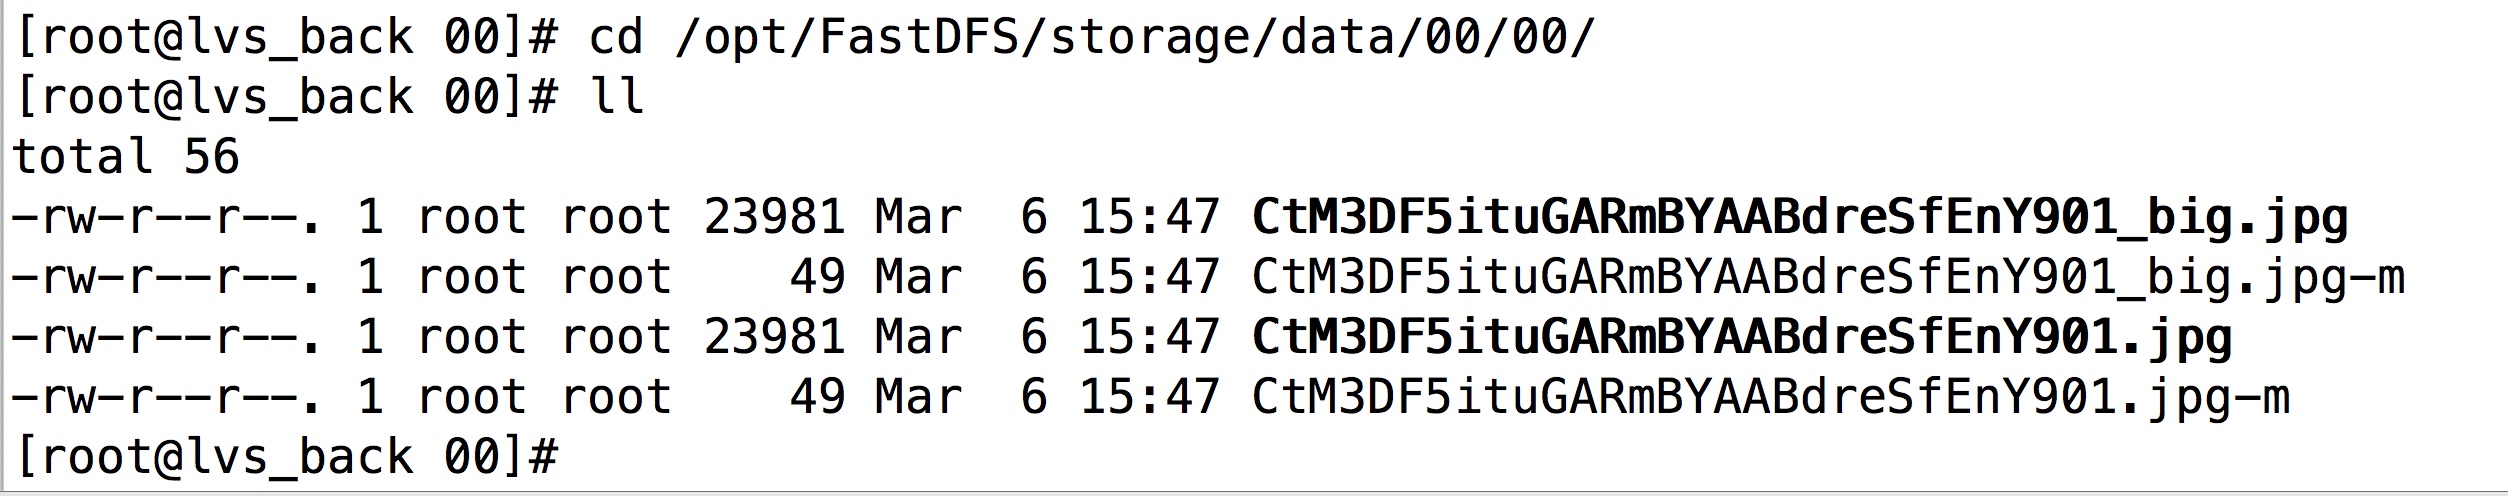 [root@lvs_back 00]# cd /opt/FastDFS/storage/data/00/00/
[root@lvs_back 00]# ll
total 56
-rw-r--r--. 1 root root 23981 Mar  6 15:47 CtM3DF5ituGARmBYAABdreSfEnY901_big.jpg
-rw-r--r--. 1 root root    49 Mar  6 15:47 CtM3DF5ituGARmBYAABdreSfEnY901_big.jpg-m
-rw-r--r--. 1 root root 23981 Mar  6 15:47 CtM3DF5ituGARmBYAABdreSfEnY901.jpg
-rw-r--r--. 1 root root    49 Mar  6 15:47 CtM3DF5ituGARmBYAABdreSfEnY901.jpg-m
[root@lvs_back 00]#